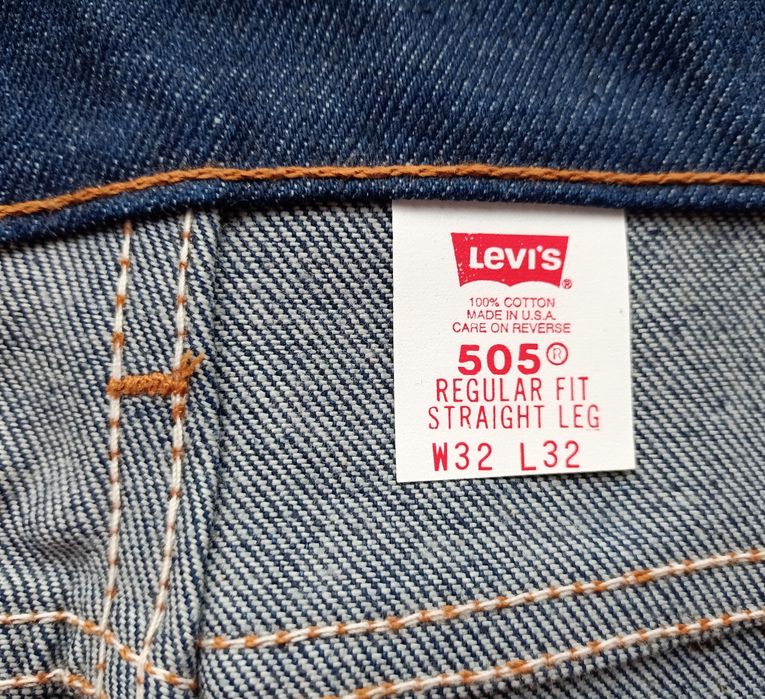 LEVI'S ®
100% COTTON
MADE IN U.S.A.
CARE ON REVERSE
505®
REGULAR FIT
STRAIGHT LEG
W32 L32